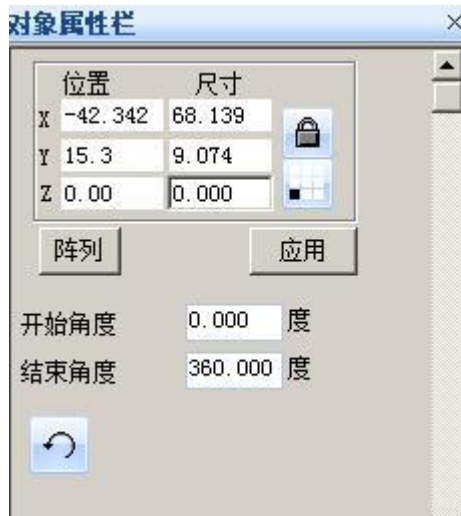 对象属性栏
位置 尺寸
X -42.342 68.139
Y 15.3 9.074
Z 0.00 0.000
阵列 应用
开始角度 0.000 度
结束角度 360.000 度